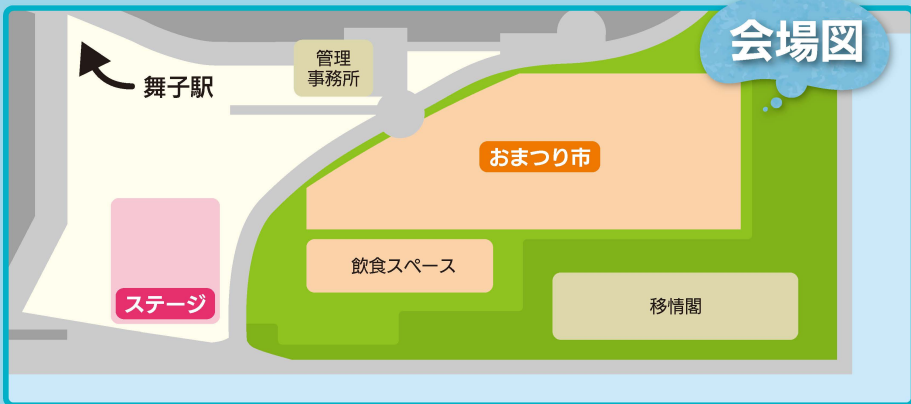 会場図
舞子駅
管理
事務所
おまつり市
飲食スペース
ステージ
移情閣